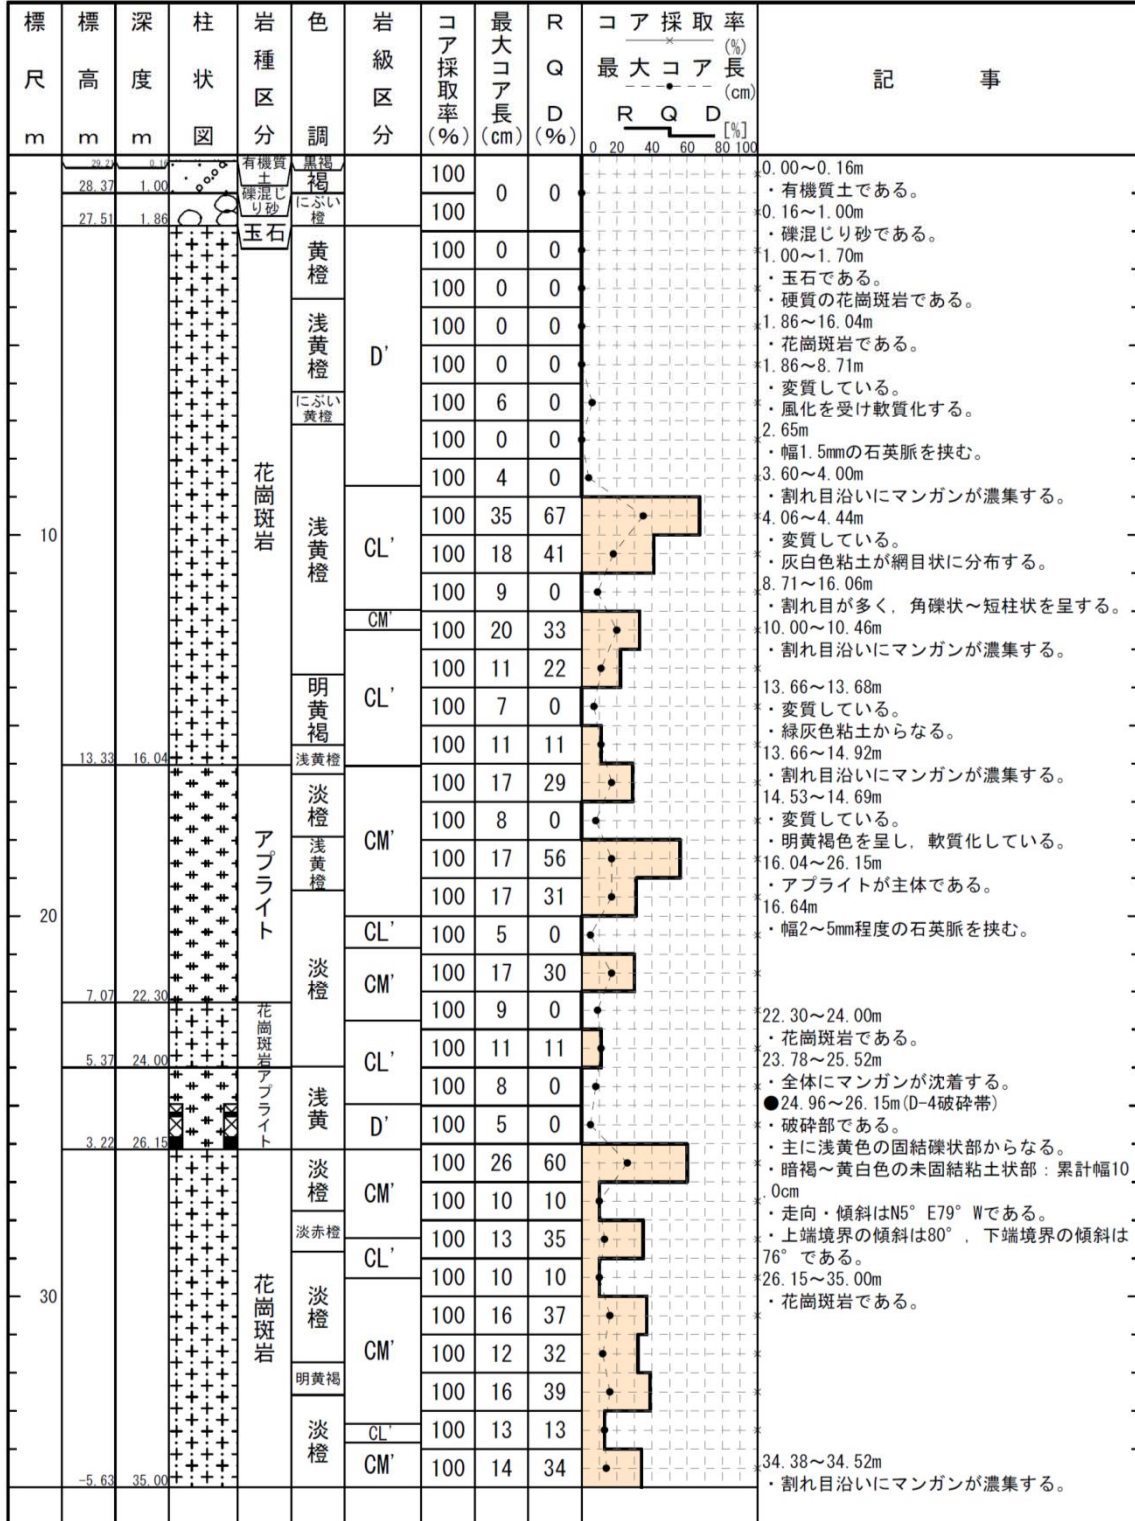 標尺 m
標高 m
深度 m
柱状図
岩種区分
色調
岩級区分
コア採取率(%)
最大コア長(cm)
RQD(%)
コア採取率(%)
最大コア長(cm)
RQD[%]
0 20 40 60 80 100
記事
10
20
30
28.37 1.00
27.51 1.86
13.33 16.04
7.07 22.30
5.37 24.00
3.22 26.15
-5.63 35.00
有機質土
礫混じり砂
玉石
花崗斑岩
アプライト
花崗斑岩
アプライト
花崗斑岩
黒褐
褐
にぶい橙
黄橙
浅黄橙
にぶい黄橙
浅黄橙
明黄褐
浅黄橙
淡橙
浅黄橙
淡橙
浅黄
淡橙
淡赤橙
淡橙
明黄褐
淡橙
D'
CL'
CM'
CL'
CM'
CL'
CM'
CL'
D'
CM'
CL'
CM'
CL'
CM'
100
100 0 0
100 0 0
100 0 0
100 0 0
100 0 0
100 6 0
100 0 0
100 4 0
100 35 67
100 18 41
100 9 0
100 20 33
100 11 22
100 7 0
100 11 11
100 17 29
100 8 0
100 17 56
100 17 31
100 5 0
100 17 30
100 9 0
100 11 11
100 8 0
100 5 0
100 26 60
100 10 10
100 13 35
100 10 10
100 16 37
100 12 32
100 16 39
100 13 13
100 14 34
0.00～0.16m
・有機質土である。
0.16～1.00m
・礫混じり砂である。
1.00～1.70m
・玉石である。
・硬質の花崗斑岩である。
1.86～16.04m
・花崗斑岩である。
1.86～8.71m
・変質している。
・風化を受け軟質化する。
2.65m
・幅1.5mmの石英脈を挟む。
3.60～4.00m
・割れ目沿いにマンガンが濃集する。
4.06～4.44m
・変質している。
・灰白色粘土が網目状に分布する。
8.71～16.06m
・割れ目が多く，角礫状～短柱状を呈する。
10.00～10.46m
・割れ目沿いにマンガンが濃集する。
13.66～13.68m
・変質している。
・緑灰色粘土からなる。
13.66～14.92m
・割れ目沿いにマンガンが濃集する。
14.53～14.69m
・変質している。
・明黄褐色を呈し，軟質化している。
16.04～26.15m
・アプライトが主体である。
16.64m
・幅2～5mm程度の石英脈を挟む。
22.30～24.00m
・花崗斑岩である。
23.78～25.52m
・全体にマンガンが沈着する。
●24.96～26.15m(D-4破砕帯)
・破砕部である。
・主に浅黄色の固結礫状部からなる。
・暗褐～黄白色の未固結粘土状部：累計幅10
.0cm
・走向・傾斜はN5° E79° Wである。
・上端境界の傾斜は80°，下端境界の傾斜は
76° である。
26.15～35.00m
・花崗斑岩である。
34.38～34.52m
・割れ目沿いにマンガンが濃集する。